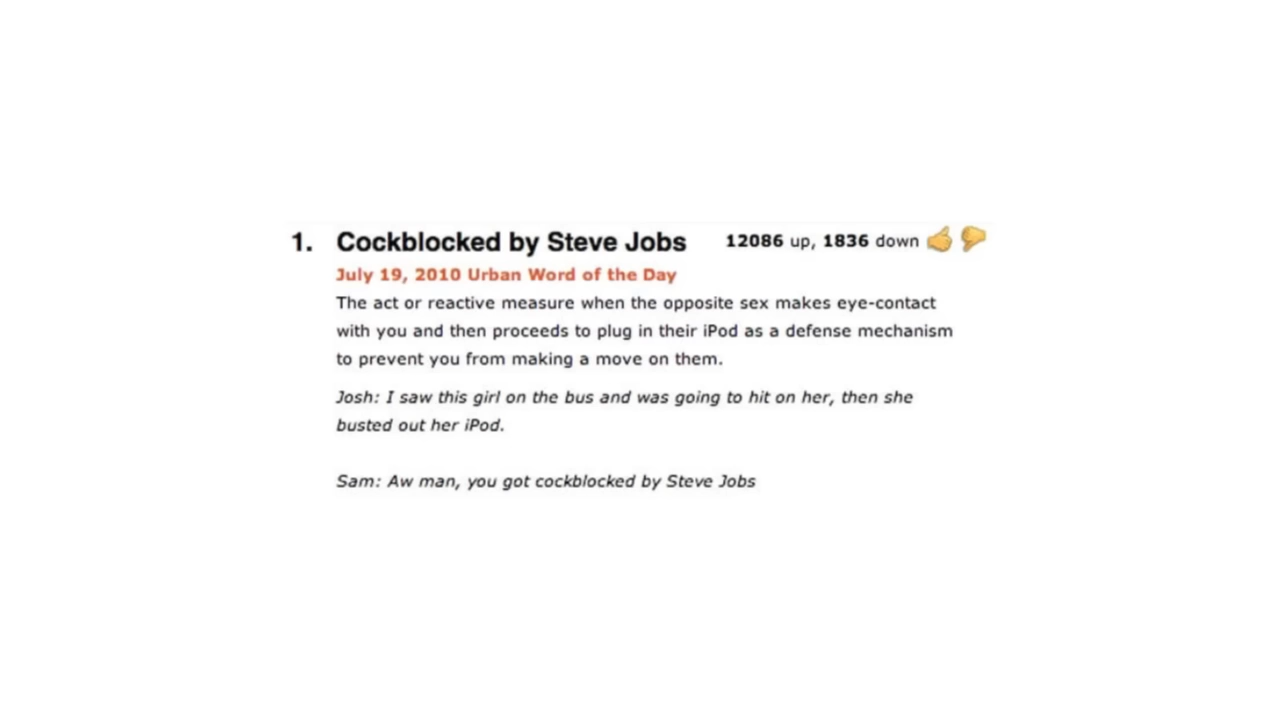 1. Cockblocked by Steve Jobs 12086 up, 1836 down
July 19, 2010 Urban Word of the Day
The act or reactive measure when the opposite sex makes eye-contact
with you and then proceeds to plug in their iPod as a defense mechanism
to prevent you from making a move on them.
Josh: I saw this girl on the bus and was going to hit on her, then she
busted out her iPod.
Sam: Aw man, you got cockblocked by Steve Jobs